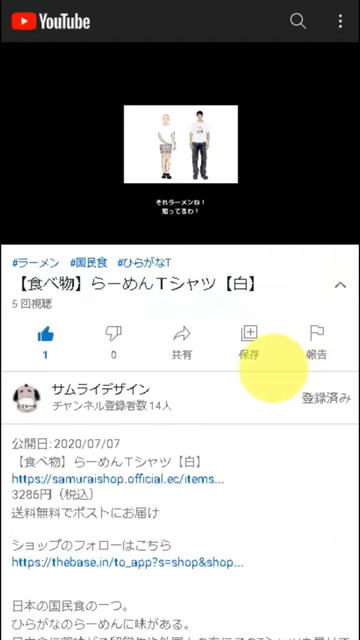 YouTube
それラーメンね!
知ってるわ!
#ラーメン #国民食 #ひらがなT
【食べ物】らーめんTシャツ【白】
5 回視聴
1
0
共有
保存
報告
サムライデザイン
チャンネル登録者数 14人
登録済み
公開日: 2020/07/07
【食べ物】らーめんTシャツ【白】
https://samuraishop.official.ec/items...
3286円（税込）
送料無料でポストにお届け
ショップのフォローはこちら
https://thebase.in/to_app?s=shop&shop...
日本の国民食の一つ。
ひらがなのらーめんに味がある。